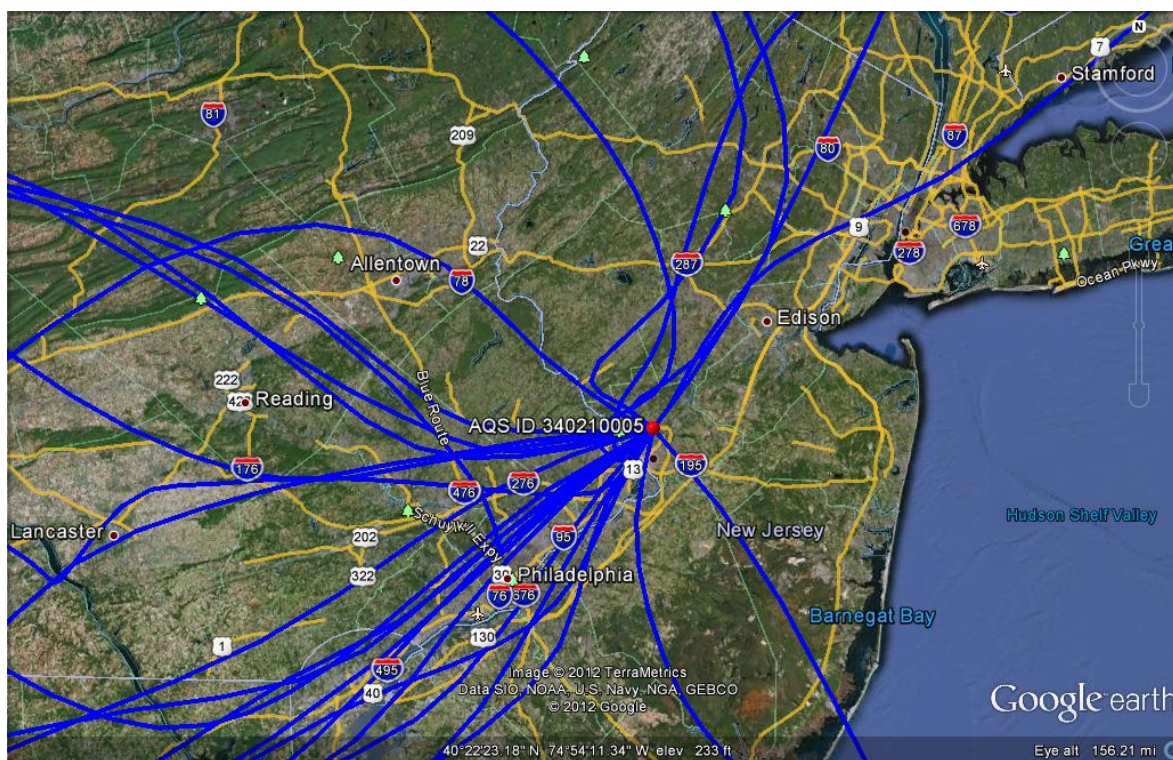 N
7
Stamford
81
209
80
87
9
678
22
287
278
Grea
Allentown
78
Ocean Pkwy
Edison
222
Reading
Blue Route
AQS ID 340210005
176
13
195
276
476
Lancaster
Schuylkill Expy
Hudson Shelf Valley
New Jersey
202
95
322
30
Philadelphia
76
676
Barnegat Bay
130
1
495
40
Image © 2012 TerraMetrics
Data SIO, NOAA, U.S. Navy, NGA, GEBCO
© 2012 Google
Google earth
40°22'23.18" N 74°54'11.34" W elev 233 ft
Eye alt 156.21 mi